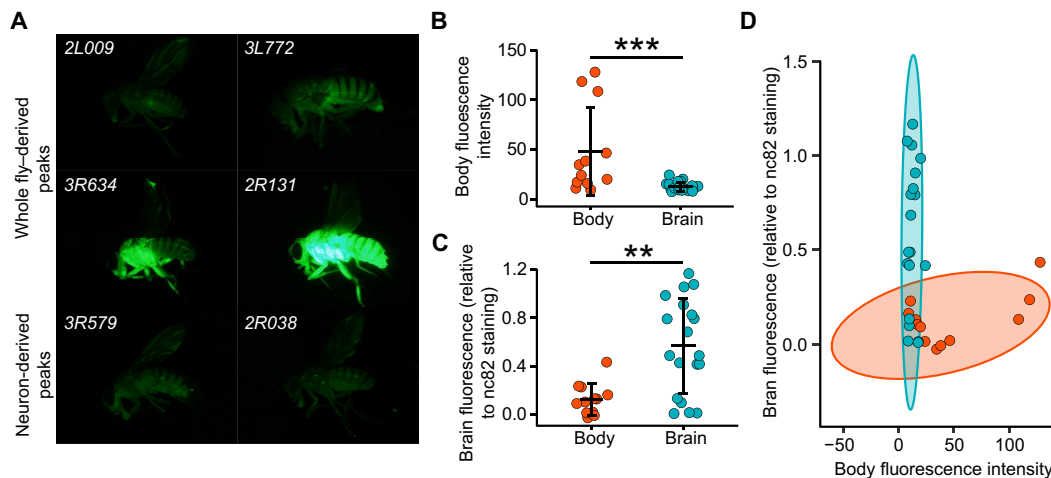 A
2L009
3L772
3R634
2R131
3R579
2R038
Whole fly–derived
peaks
Neuron-derived
peaks
B
Body fluoescence
intensity
150
100
50
0
***
Body
Brain
C
Brain fluorescence (relative
to nc82 staining)
1.2
0.8
0.4
0.0
**
Body
Brain
D
Bran fluorescence (relative to nc82 staining)
1.5
1.0
0.5
0.0
−50
0
50
100
Body fluorescence intensity